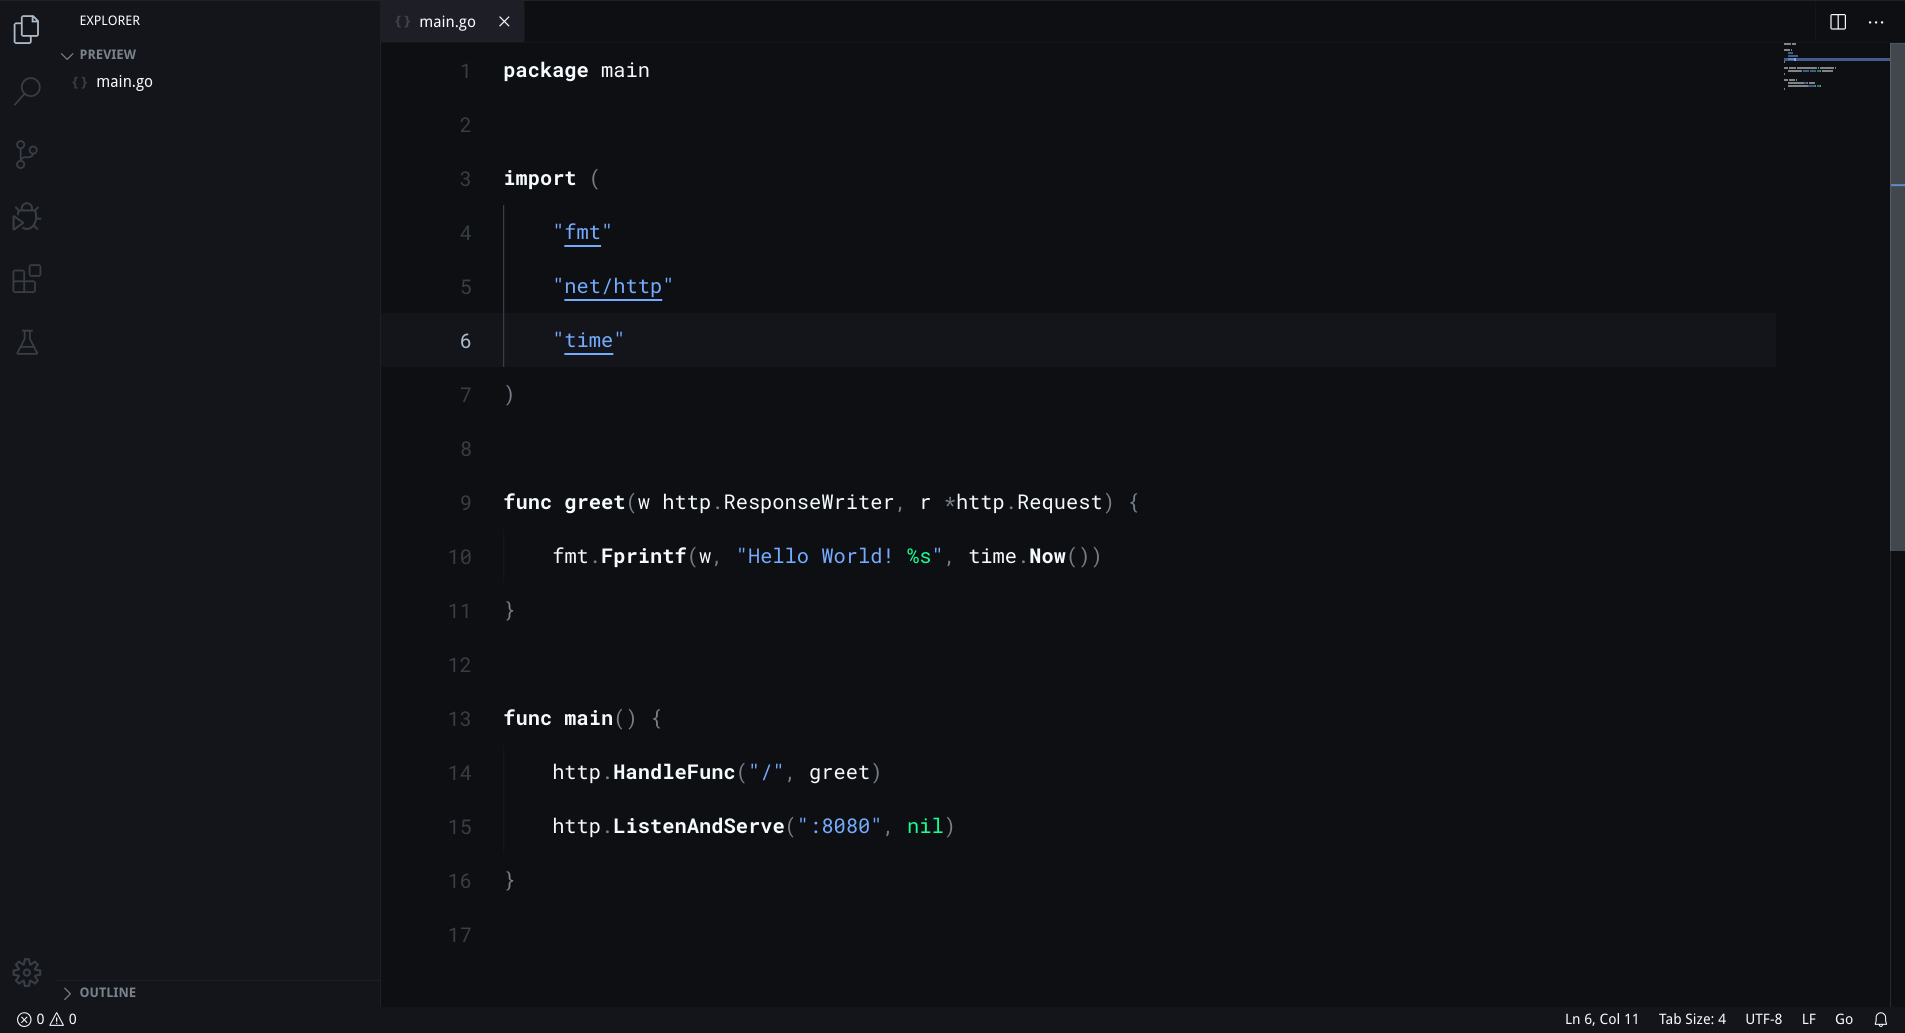 EXPLORER
PREVIEW
main.go
main.go
1 package main
2
3 import (
4 "fmt"
5 "net/http"
6 "time"
7 )
8
9 func greet(w http.ResponseWriter, r *http.Request) {
10 fmt.Fprintf(w, "Hello World! %s", time.Now())
11 }
12
13 func main() {
14 http.HandleFunc("/", greet)
15 http.ListenAndServe(":8080", nil)
16 }
17
OUTLINE
0 0 Ln 6, Col 11 Tab Size: 4 UTF-8 LF Go